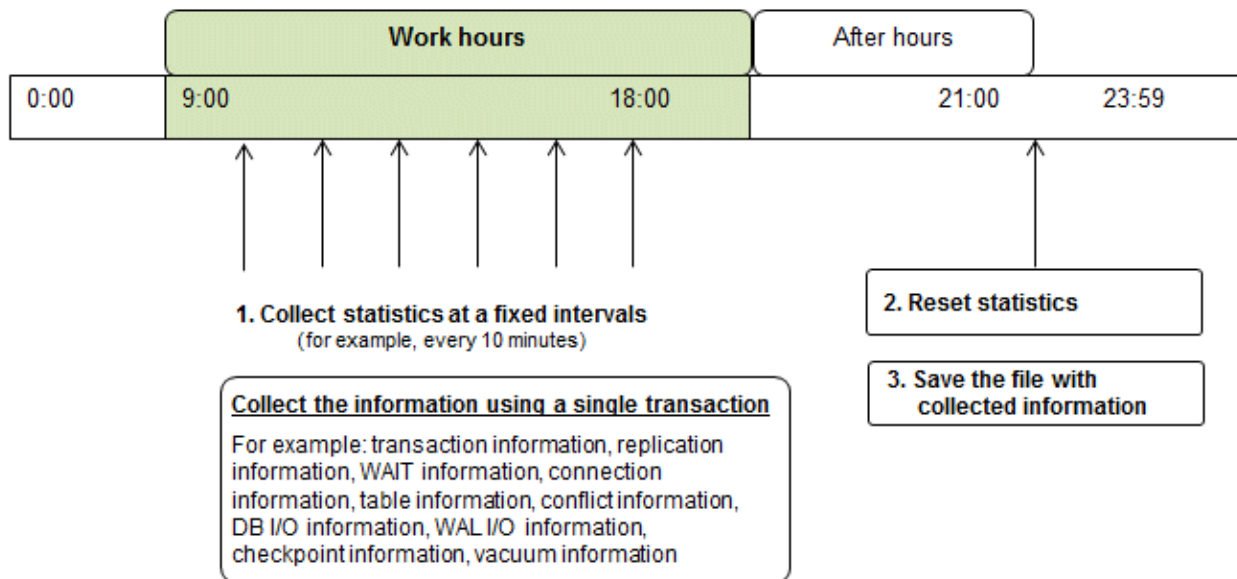 Work hours
After hours
0:00
9:00
18:00
21:00
23:59
1. Collect statistics at a fixed intervals
(for example, every 10 minutes)
2. Reset statistics
3. Save the file with
collected information
Collect the information using a single transaction
For example: transaction information, replication
information, WAIT information, connection
information, table information, conflict information,
DB I/O information, WAL I/O information,
checkpoint information, vacuum information